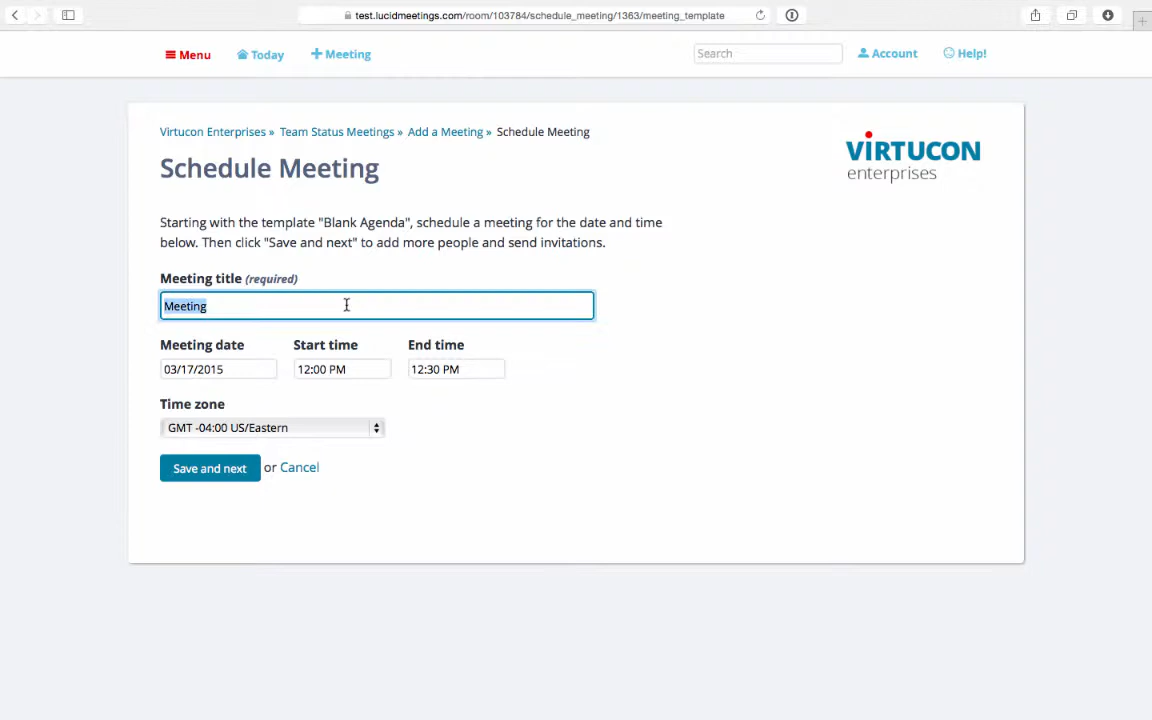 test.lucidmeetings.com/room/103784/schedule_meeting/1363/meeting_template
Menu Today Meeting Search Account Help!
Virtucon Enterprises » Team Status Meetings » Add a Meeting » Schedule Meeting
Schedule Meeting
VIRTUCON
enterprises
Starting with the template "Blank Agenda", schedule a meeting for the date and time
below. Then click "Save and next" to add more people and send invitations.
Meeting title (required)
Meeting
Meeting date Start time End time
03/17/2015 12:00 PM 12:30 PM
Time zone
GMT -04:00 US/Eastern
Save and next or Cancel